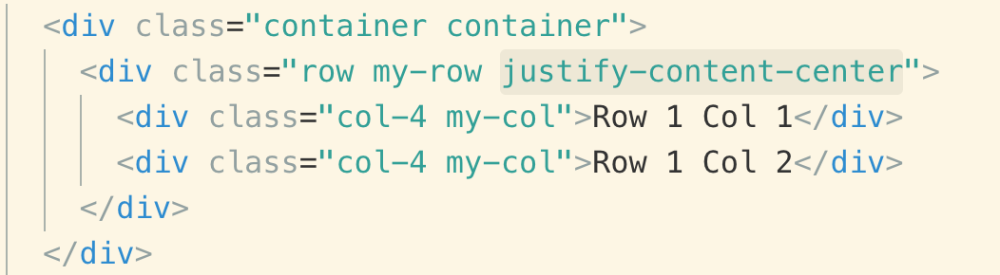 <div class="container container">
<div class="row my-row justify-content-center">
<div class="col-4 my-col">Row 1 Col 1</div>
<div class="col-4 my-col">Row 1 Col 2</div>
</div>
</div>